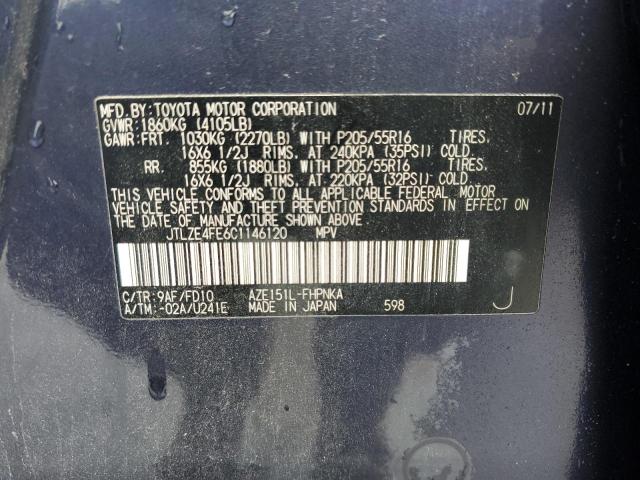 MFD.BY:TOYOTA MOTOR CORPORATION 07/11
GVWR:1860KG (4105LB)
GAWR:FRT. 1030KG (2270LB) WITH P205/55R16 TIRES.
16X6 1/2J RIMS. AT 240KPA (35PSI) COLD.
RR. 855KG (1880LB) WITH P205/55R16 TIRES.
16X6 1/2J RIMS. AT 220KPA (32PSI) COLD.
THIS VEHICLE CONFORMS TO ALL APPLICABLE FEDERAL MOTOR
VEHICLE SAFETY AND THEFT PREVENTION STANDARDS IN
EFFECT ON THE DATE OF MANUFACTURE SHOWN ABOVE.
JTLZE4FE6C1146120 MPV
C/TR:9AF/FD10 AZE151L-FHPNKA
A/TM:-02A/U241E MADE IN JAPAN 598 J